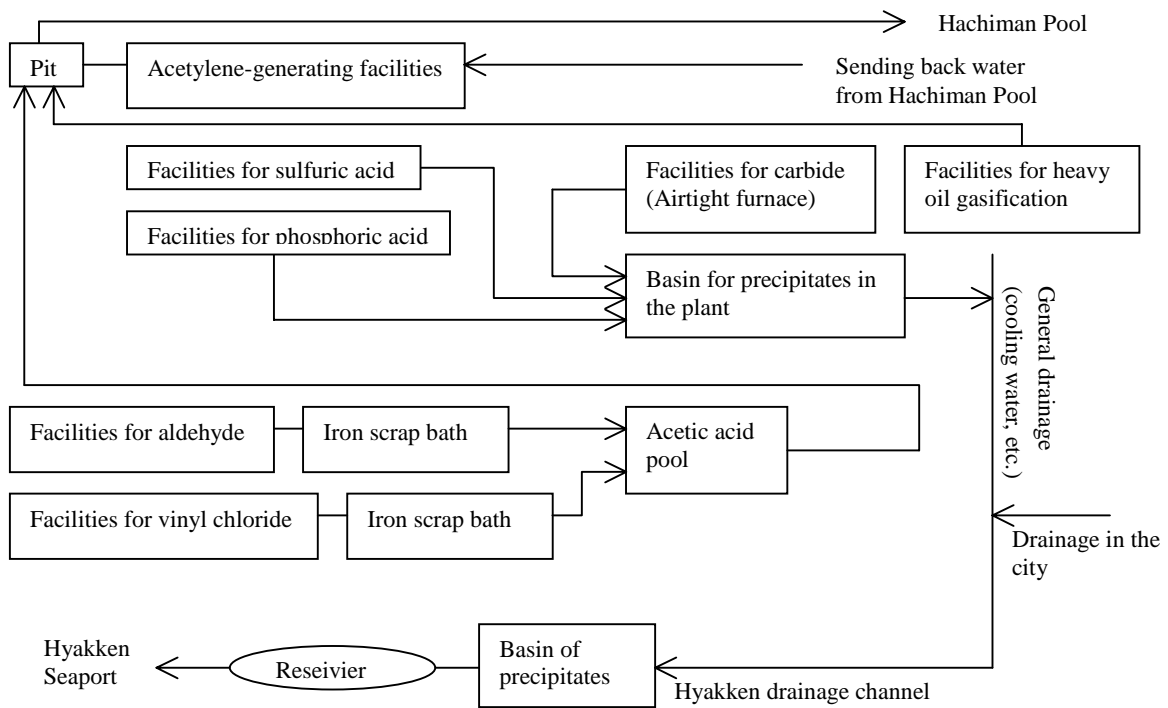 Hachiman Pool
Pit
Acetylene-generating facilities
Sending back water
from Hachiman Pool
Facilities for sulfuric acid
Facilities for carbide
(Airtight furnace)
Facilities for heavy
oil gasification
Facilities for phosphoric acid
Basin for precipitates in
the plant
General drainage
(cooling water, etc.)
Facilities for aldehyde
Iron scrap bath
Acetic acid
pool
Facilities for vinyl chloride
Iron scrap bath
Drainage in the
city
Hyakken
Seaport
Reseivier
Basin of
precipitates
Hyakken drainage channel